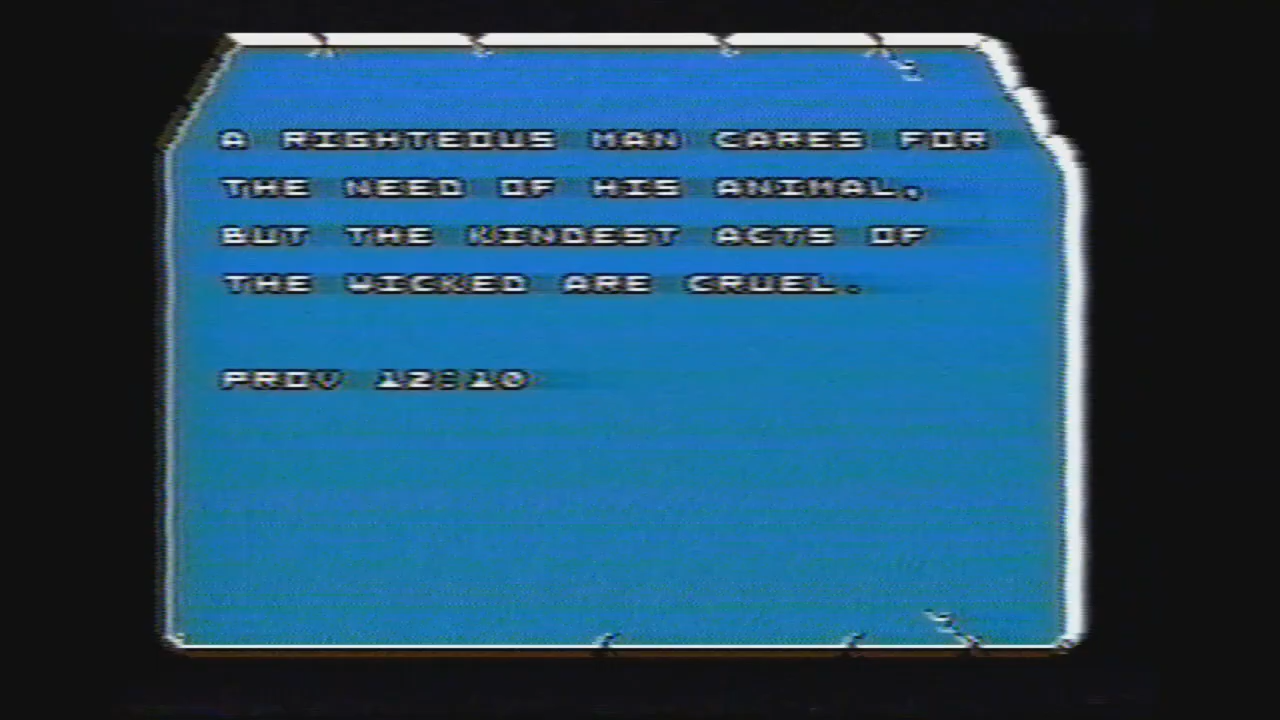 A RIGHTEOUS MAN CARES FOR
THE NEED OF HIS ANIMAL,
BUT THE KINDEST ACTS OF
THE WICKED ARE CRUEL.
PROV 12:10